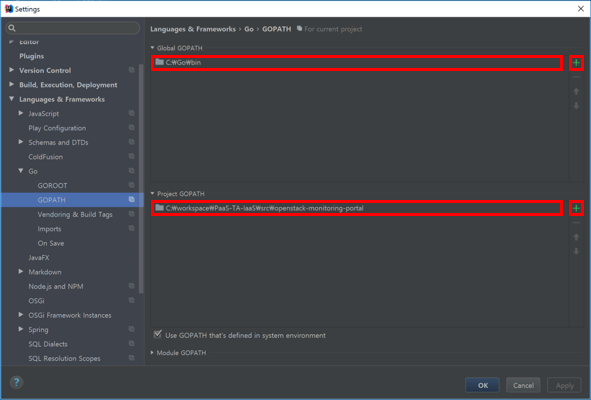 Settings
Languages & Frameworks › Go › GOPATH For current project
Editor
Plugins
Version Control
Build, Execution, Deployment
Languages & Frameworks
JavaScript
Play Configuration
Schemas and DTDs
ColdFusion
Go
GOROOT
GOPATH
Vendoring & Build Tags
Imports
On Save
JavaFX
Markdown
Node.js and NPM
OSGi
OSGi Framework Instances
Spring
SQL Dialects
SQL Resolution Scopes
Global GOPATH
C:₩Go₩bin
Project GOPATH
C:₩workspace₩PaaS-TA-IaaS₩src₩openstack-monitoring-portal
Use GOPATH that's defined in system environment
Module GOPATH
?
OK
Cancel
Apply